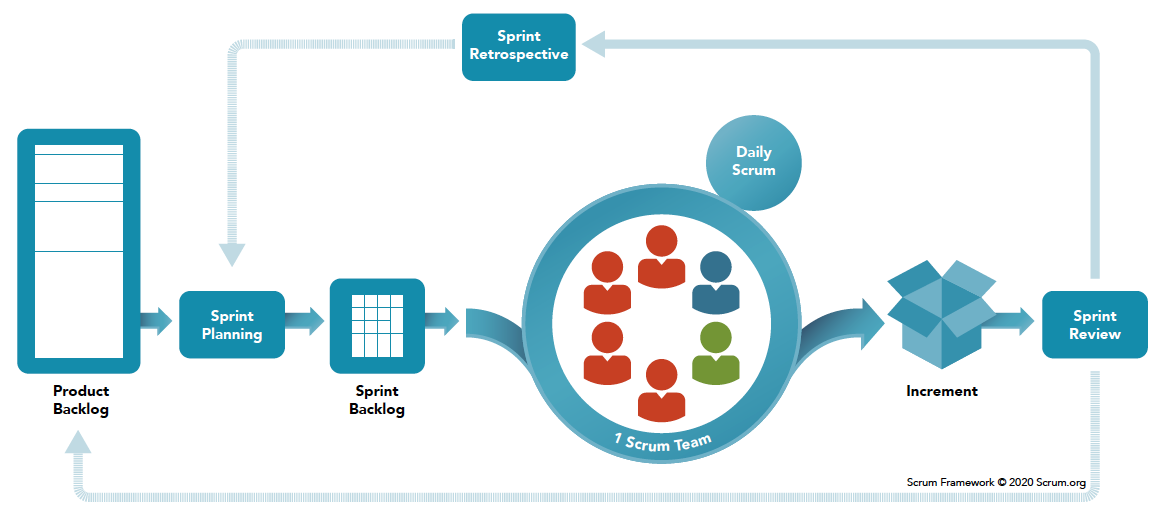 Sprint
Retrospective
Daily
Scrum
Sprint
Planning
Sprint
Review
Product
Backlog
Sprint
Backlog
Increment
1 Scrum Team
Scrum Framework © 2020 Scrum.org